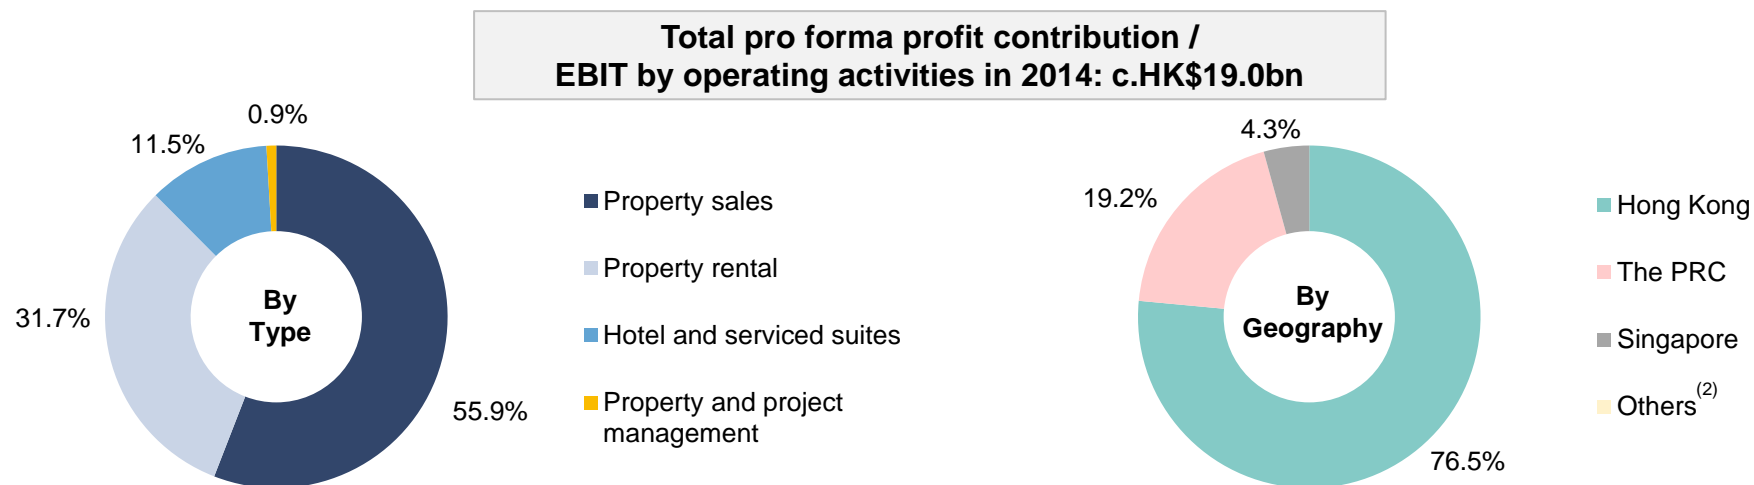 Total pro forma profit contribution /
EBIT by operating activities in 2014: c.HK$19.0bn
0.9%
11.5%
31.7%
55.9%
By
Type
Property sales
Property rental
Hotel and serviced suites
Property and project
management
4.3%
19.2%
76.5%
By
Geography
Hong Kong
The PRC
Singapore
Others(2)